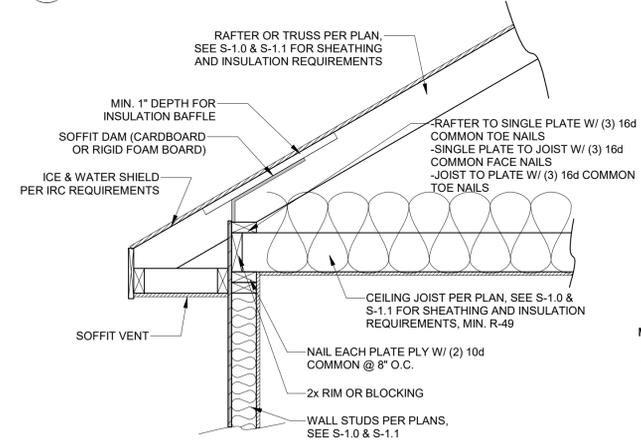 RAFTER OR TRUSS PER PLAN,
SEE S-1.0 & S-1.1 FOR SHEATHING
AND INSULATION REQUIREMENTS
MIN. 1" DEPTH FOR
INSULATION BAFFLE
SOFFIT DAM (CARDBOARD
OR RIGID FOAM BOARD)
ICE & WATER SHIELD
PER IRC REQUIREMENTS
-RAFTER TO SINGLE PLATE W/ (3) 16d
COMMON TOE NAILS
-SINGLE PLATE TO JOIST W/ (3) 16d
COMMON FACE NAILS
-JOIST TO PLATE W/ (3) 16d COMMON
TOE NAILS
CEILING JOIST PER PLAN, SEE S-1.0 &
S-1.1 FOR SHEATHING AND INSULATION
REQUIREMENTS, MIN. R-49
SOFFIT VENT
NAIL EACH PLATE PLY W/ (2) 10d
COMMON @ 8" O.C.
2x RIM OR BLOCKING
WALL STUDS PER PLANS,
SEE S-1.0 & S-1.1